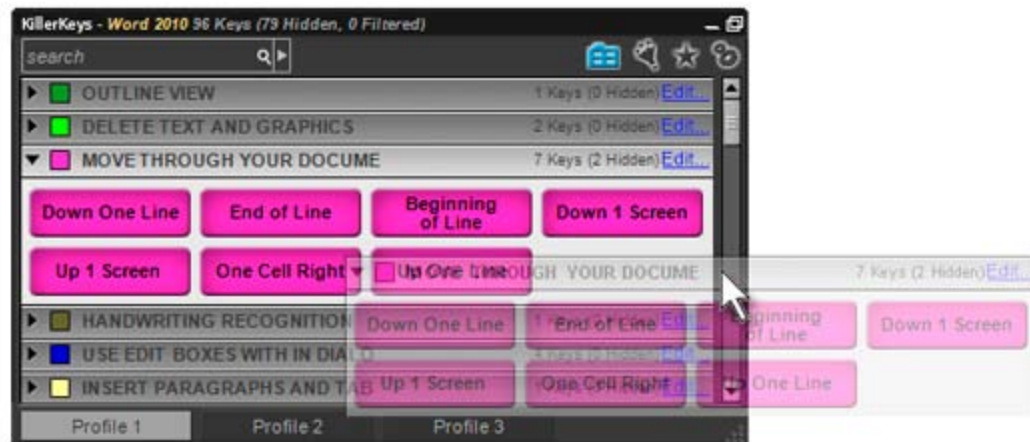 KillerKeys - Word 2010 96 Keys (79 Hidden, 0 Filtered)
search
OUTLINE VIEW 1 Keys (0 Hidden) Edit...
DELETE TEXT AND GRAPHICS 2 Keys (0 Hidden) Edit...
MOVE THROUGH YOUR DOCUME 7 Keys (2 Hidden) Edit...
Down One Line End of Line Beginning of Line Down 1 Screen
Up 1 Screen One Cell Right Up One Line
THROUGH YOUR DOCUME 7 Keys (2 Hidden) Edit...
HANDWRITING RECOGNITION
Down One Line End of Line Beginning of Line Down 1 Screen
USE EDIT BOXES WITH IN DIALO
INSERT PARAGRAPHS AND TAB
Up 1 Screen One Cell Right Up One Line
Profile 1 Profile 2 Profile 3